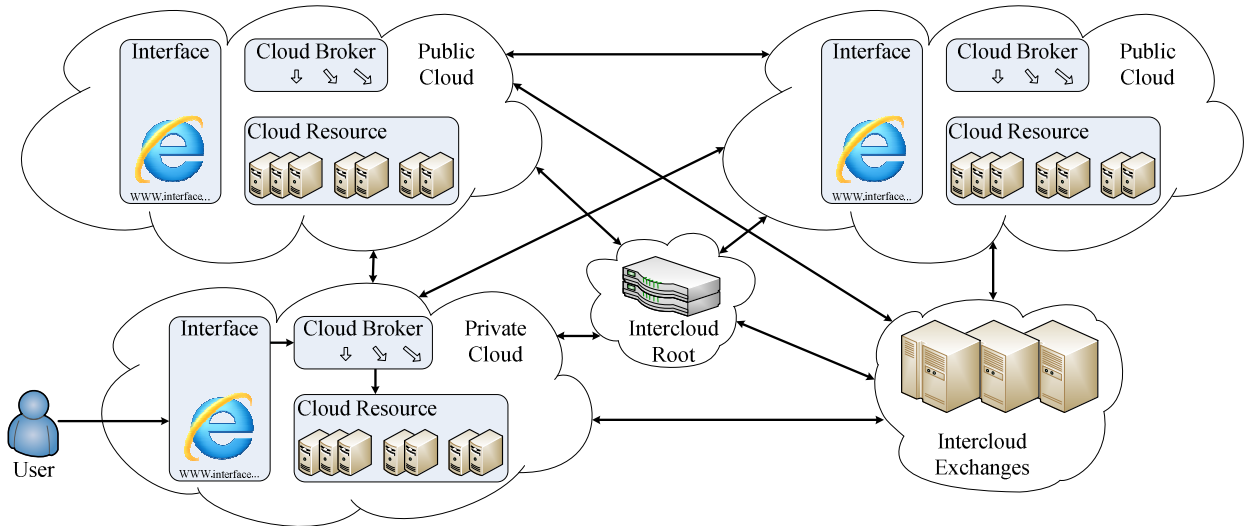 Interface
WWW.interface...
Cloud Broker
Cloud Resource
Public
Cloud
Interface
WWW.interface...
Cloud Broker
Cloud Resource
Public
Cloud
Intercloud
Root
User
Interface
WWW.interface...
Cloud Broker
Cloud Resource
Private
Cloud
Intercloud
Exchanges